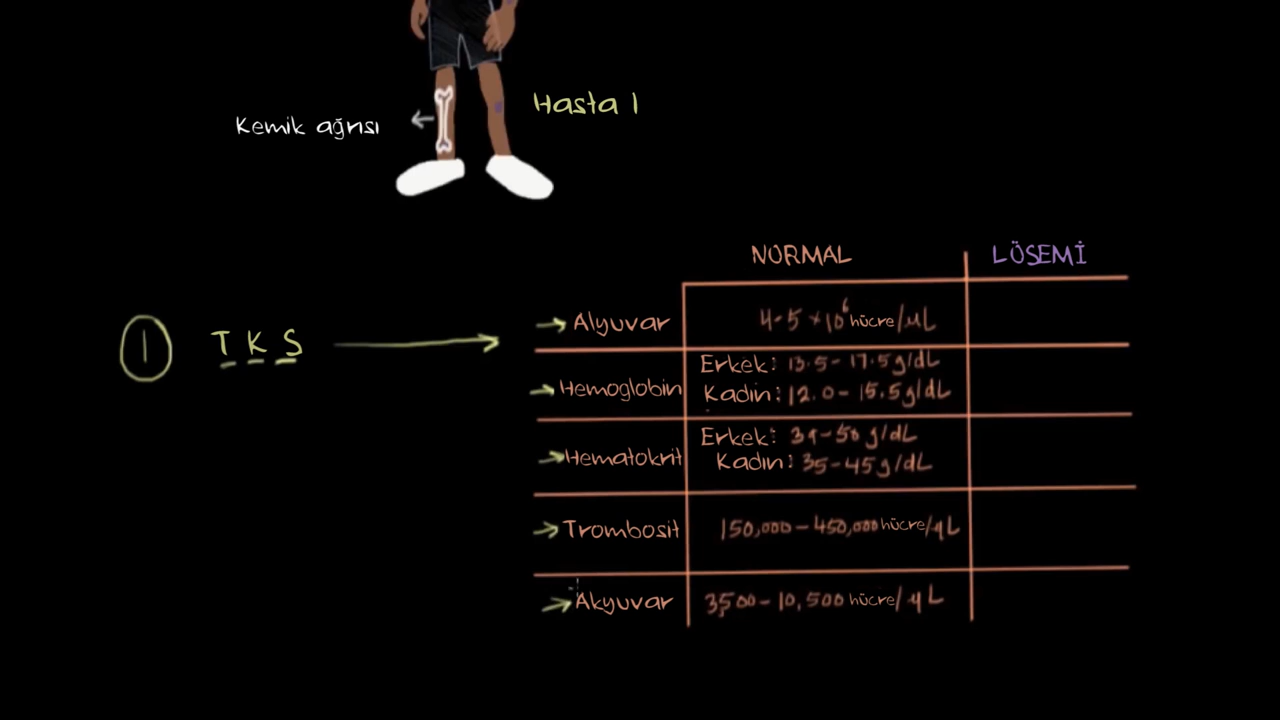 Hasta 1
Kemik ağrısı
NORMAL LÖSEMİ
1 TKS
Alyuvar 4-5 x 10⁶ hücre/µL
Hemoglobin Erkek: 13.5-17.5 g/dL
Kadın: 12.0-15.5 g/dL
Hematokrit Erkek: 39-50 g/dL
Kadın: 35-45 g/dL
Trombosit 150,000-450,000 hücre/µL
Akyuvar 3,500-10,500 hücre/µL